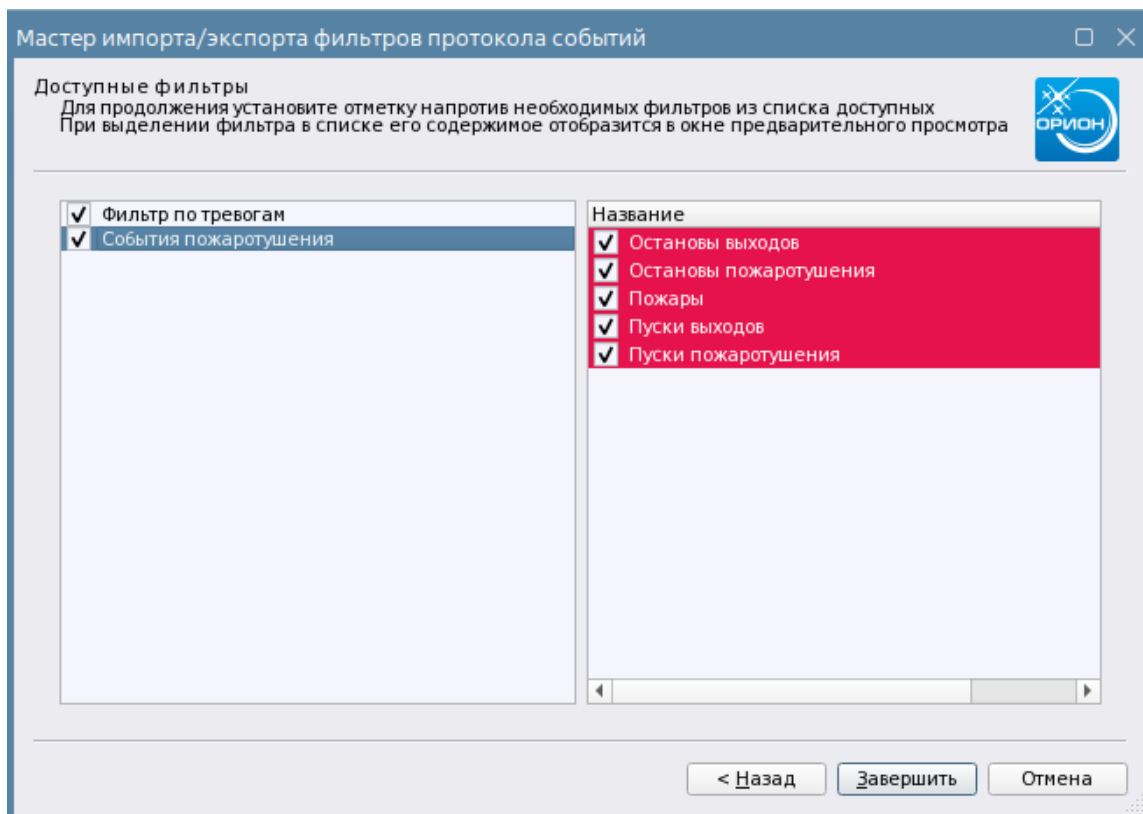 Мастер импорта/экспорта фильтров протокола событий
Доступные фильтры
Для продолжения установите отметку напротив необходимых фильтров из списка доступных
При выделении фильтра в списке его содержимое отобразится в окне предварительного просмотра
ОРИОН
Фильтр по тревогам
События пожаротушения
Название
Остановы выходов
Остановы пожаротушения
Пожары
Пуски выходов
Пуски пожаротушения
< Назад
Завершить
Отмена